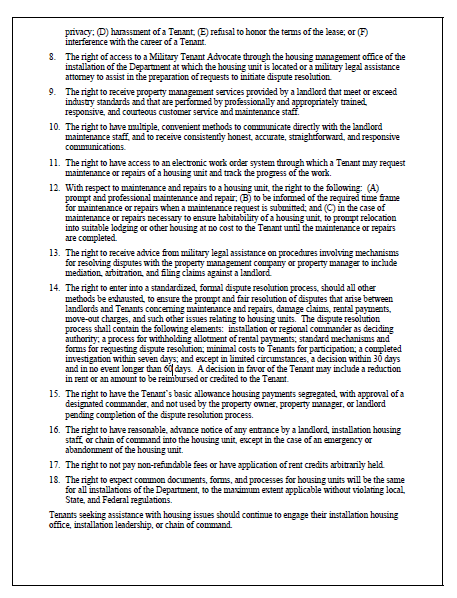 privacy; (D) harassment of a Tenant; (E) refusal to honor the terms of the lease; or (F)
interference with the career of a Tenant.
8. The right of access to a Military Tenant Advocate through the housing management office of the
installation of the Department at which the housing unit is located or a military legal assistance
attorney to assist in the preparation of requests to initiate dispute resolution.
9. The right to receive property management services provided by a landlord that meet or exceed
industry standards and that are performed by professionally and appropriately trained,
responsive, and courteous customer service and maintenance staff.
10. The right to have multiple, convenient methods to communicate directly with the landlord
maintenance staff, and to receive consistently honest, accurate, straightforward, and responsive
communications.
11. The right to have access to an electronic work order system through which a Tenant may request
maintenance or repairs of a housing unit and track the progress of the work.
12. With respect to maintenance and repairs to a housing unit, the right to the following: (A)
prompt and professional maintenance and repair; (B) to be informed of the required time frame
for maintenance or repairs when a maintenance request is submitted; and (C) in the case of
maintenance or repairs necessary to ensure habitability of a housing unit, to prompt relocation
into suitable lodging or other housing at no cost to the Tenant until the maintenance or repairs
are completed.
13. The right to receive advice from military legal assistance on procedures involving mechanisms
for resolving disputes with the property management company or property manager to include
mediation, arbitration, and filing claims against a landlord.
14. The right to enter into a standardized, formal dispute resolution process, should all other
methods be exhausted, to ensure the prompt and fair resolution of disputes that arise between
landlords and Tenants concerning maintenance and repairs, damage claims, rental payments,
move-out charges, and such other issues relating to housing units. The dispute resolution
process shall contain the following elements: installation or regional commander as deciding
authority; a process for withholding allotment of rental payments; standard mechanisms and
forms for requesting dispute resolution; minimal costs to Tenants for participation; a completed
investigation within seven days; and except in limited circumstances, a decision within 30 days
and in no event longer than 60 days. A decision in favor of the Tenant may include a reduction
in rent or an amount to be reimbursed or credited to the Tenant.
15. The right to have the Tenant's basic allowance housing payments segregated, with approval of a
designated commander, and not used by the property owner, property manager, or landlord
pending completion of the dispute resolution process.
16. The right to have reasonable, advance notice of any entrance by a landlord, installation housing
staff, or chain of command into the housing unit, except in the case of an emergency or
abandonment of the housing unit.
17. The right to not pay non-refundable fees or have application of rent credits arbitrarily held.
18. The right to expect common documents, forms, and processes for housing units will be the same
for all installations of the Department, to the maximum extent applicable without violating local,
State, and Federal regulations.
Tenants seeking assistance with housing issues should continue to engage their installation housing
office, installation leadership, or chain of command.